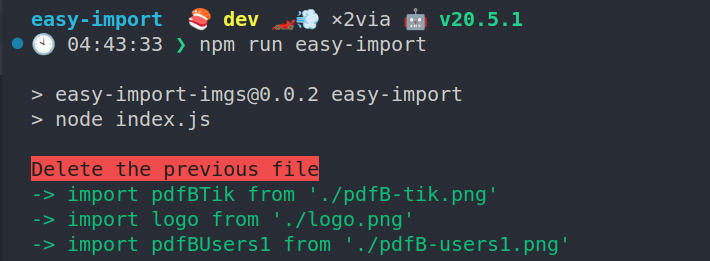 easy-import 🍣 dev 🏎️💨 ×2via 🤖 v20.5.1
🕙 04:43:33 ❯ npm run easy-import
> easy-import-imgs@0.0.2 easy-import
> node index.js
Delete the previous file
-> import pdfBTik from './pdfB-tik.png'
-> import logo from './logo.png'
-> import pdfBUsers1 from './pdfB-users1.png'